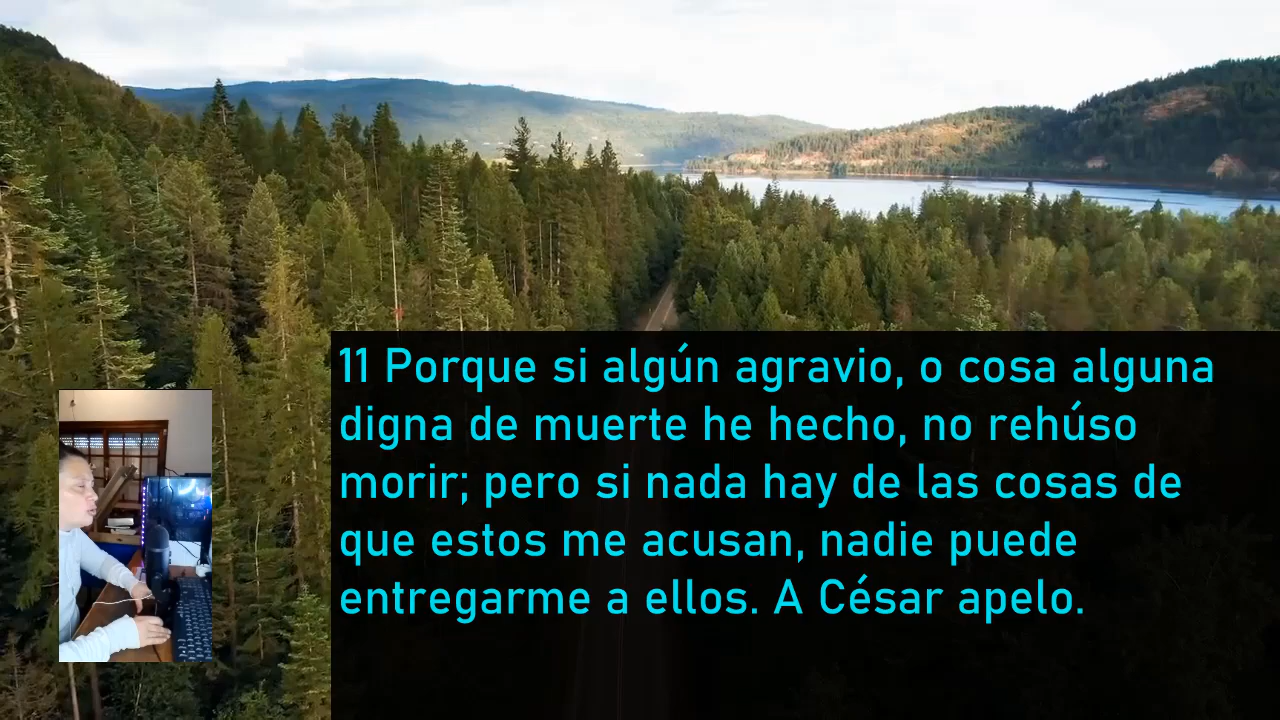 11 Porque si algún agravio, o cosa alguna
digna de muerte he hecho, no rehúso
morir; pero si nada hay de las cosas de
que estos me acusan, nadie puede
entregarme a ellos. A César apelo.